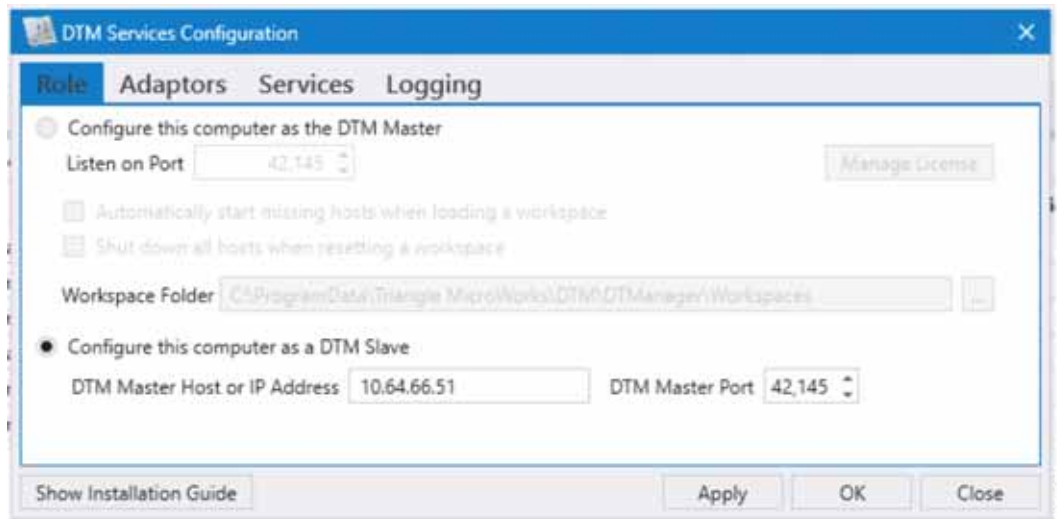 DTM Services Configuration
Role Adaptors Services Logging
Configure this computer as the DTM Master
Listen on Port 42,145 Manage License
Automatically start missing hosts when loading a workspace
Shut down all hosts when resetting a workspace
Workspace Folder C:\ProgramData\Triangle MicroWorks\DTM\DTManager\Workspaces ...
Configure this computer as a DTM Slave
DTM Master Host or IP Address 10.64.66.51 DTM Master Port 42,145
Show Installation Guide Apply OK Close